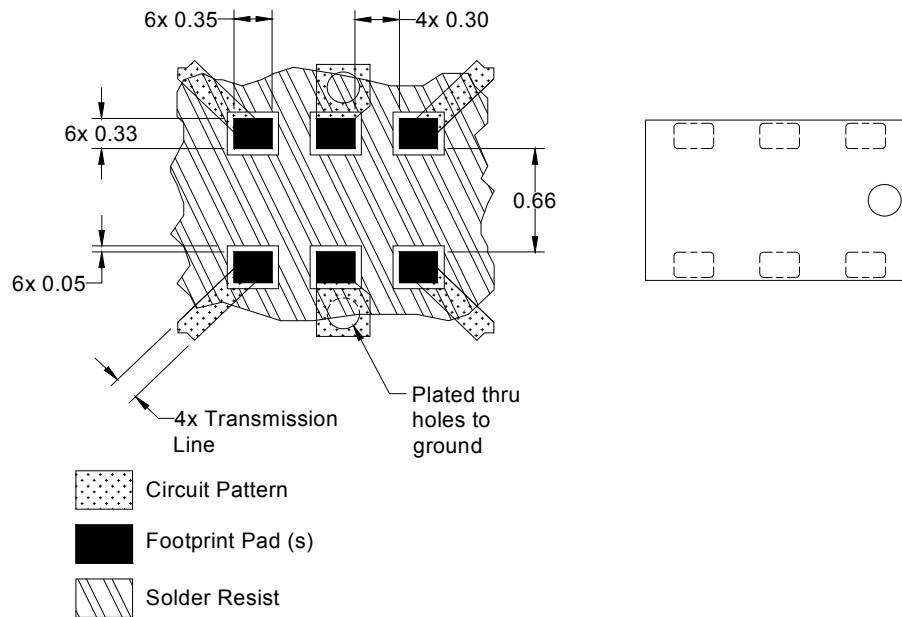 6x 0.35
4x 0.30
6x 0.33
0.66
6x 0.05
4x Transmission
Line
Plated thru
holes to
ground
Circuit Pattern
Footprint Pad (s)
Solder Resist